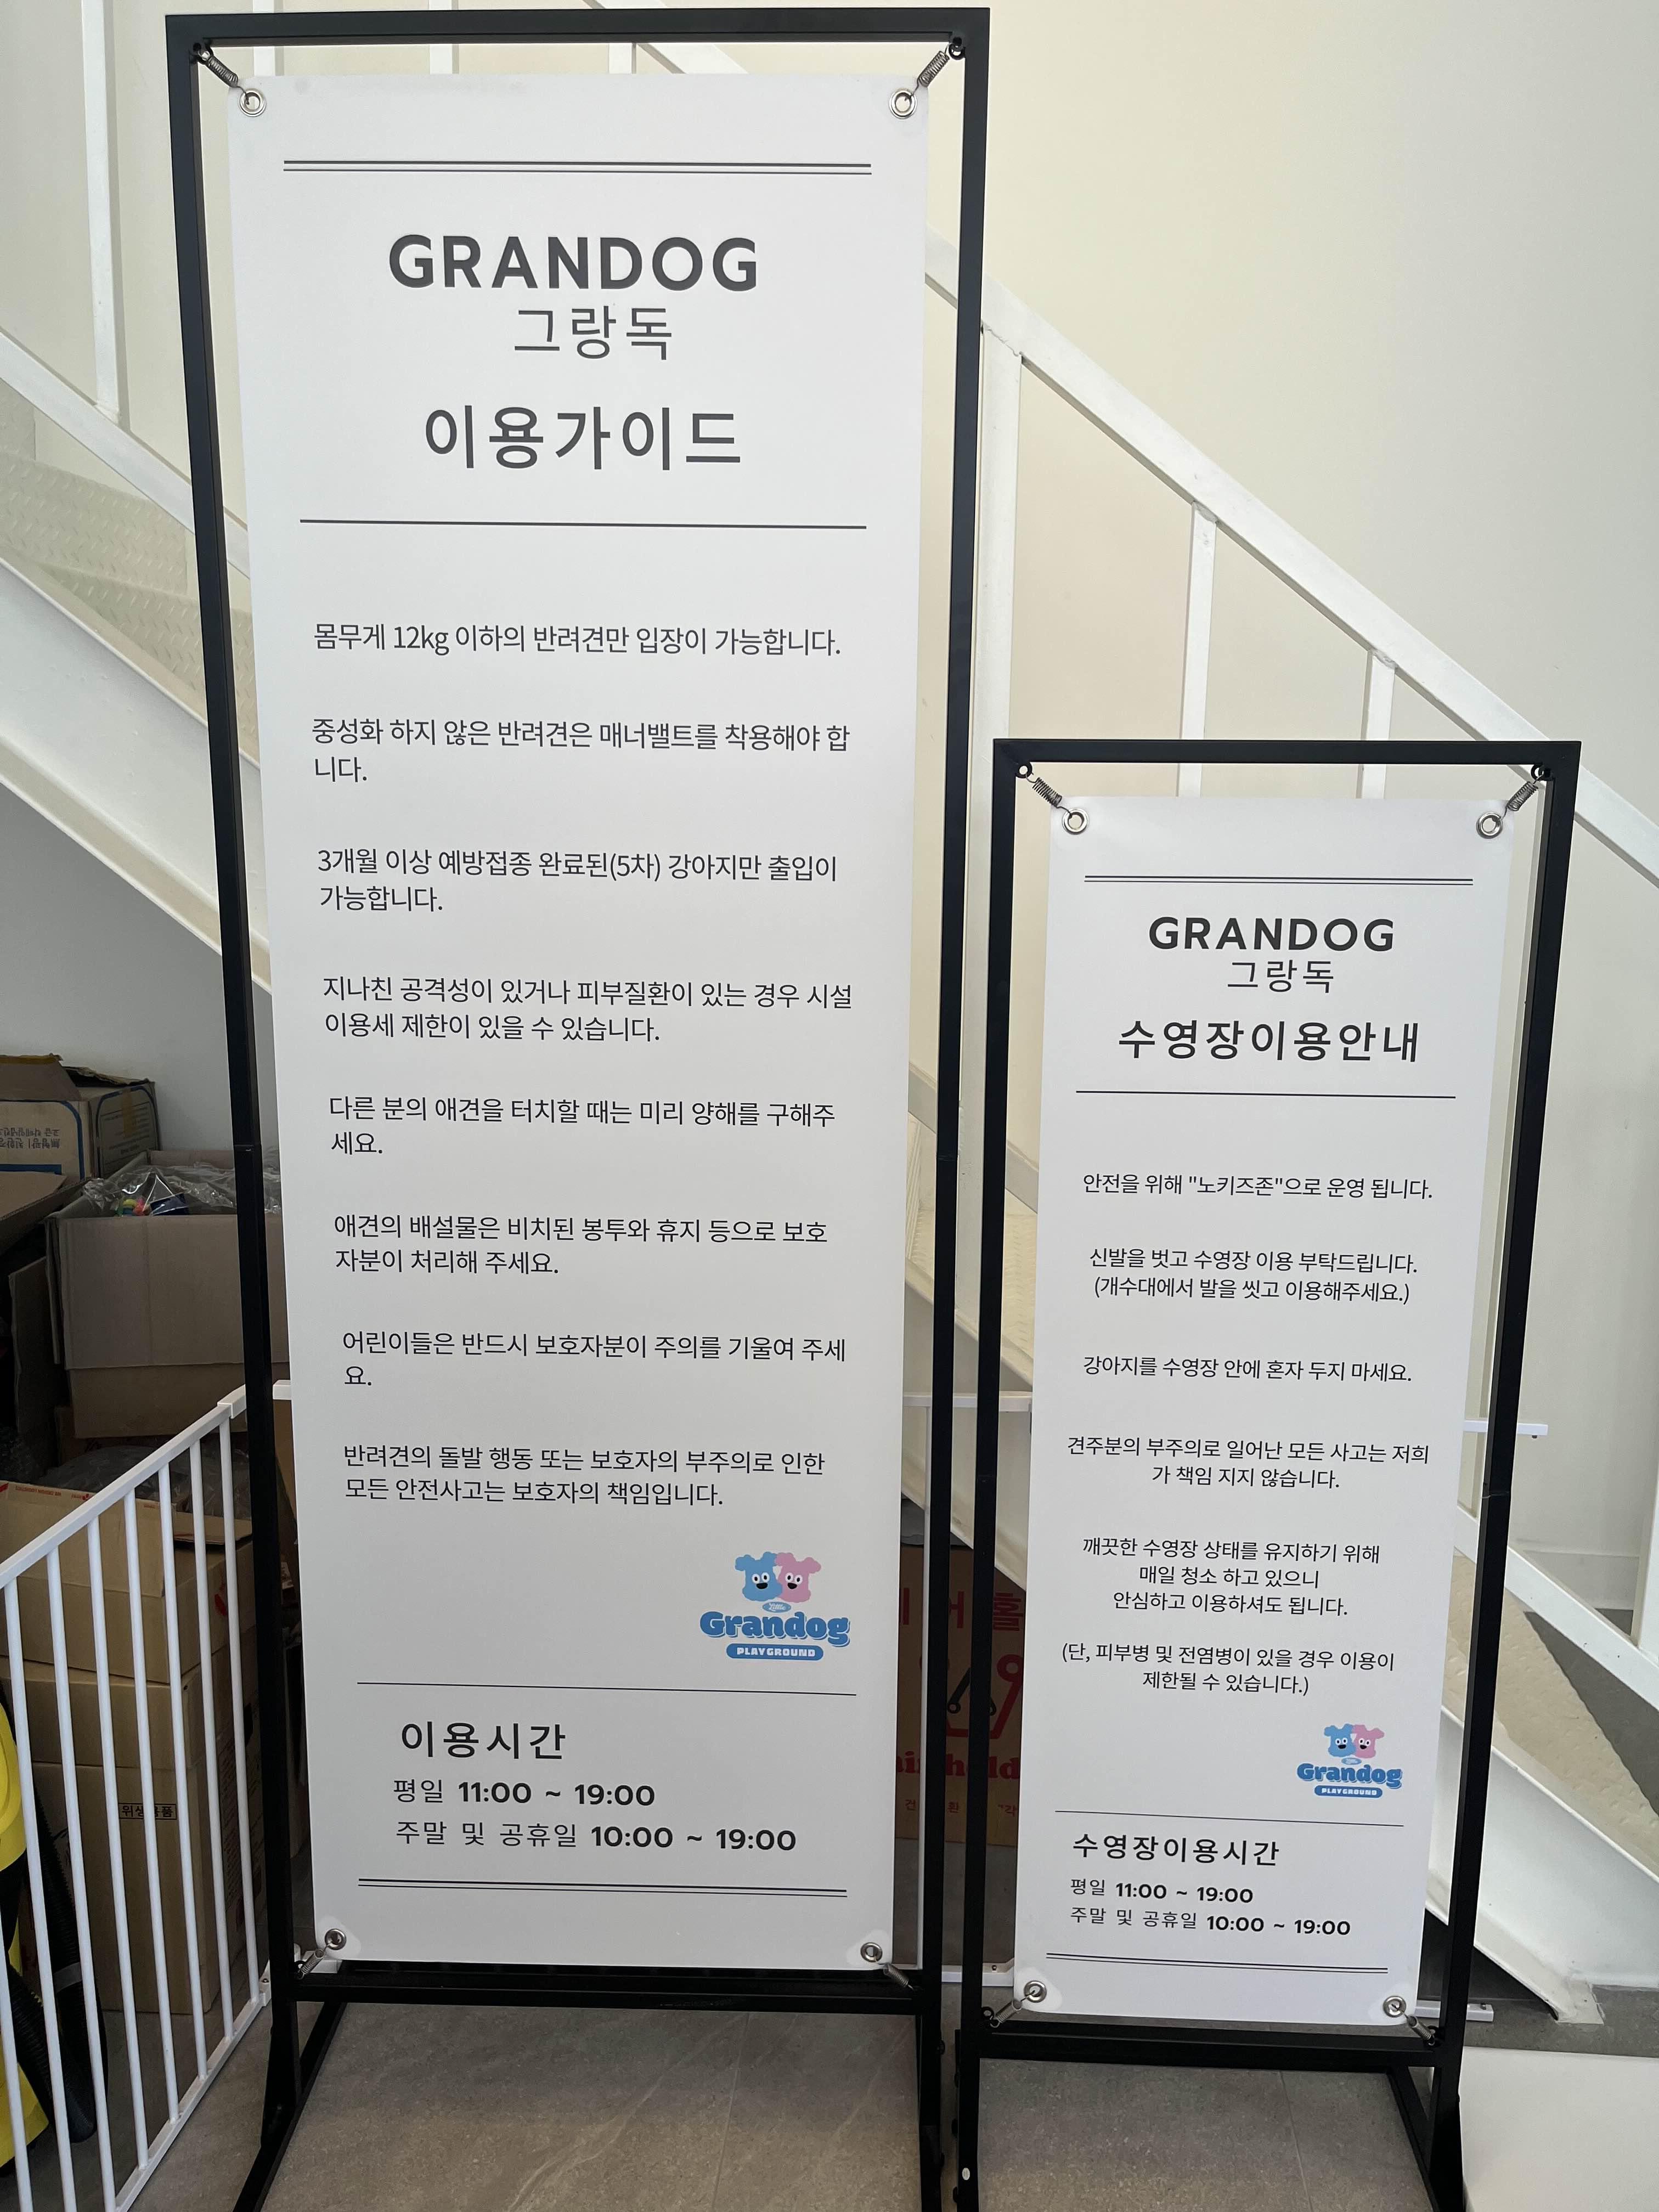 GRANDOG
그랑독
이용가이드
몸무게 12kg 이하의 반려견만 입장이 가능합니다.
중성화 하지 않은 반려견은 매너밸트를 착용해야 합
니다.
3개월 이상 예방접종 완료된(5차) 강아지만 출입이
가능합니다.
지나친 공격성이 있거나 피부질환이 있는 경우 시설
이용세 제한이 있을 수 있습니다.
다른 분의 애견을 터치할 때는 미리 양해를 구해주
세요.
애견의 배설물은 비치된 봉투와 휴지 등으로 보호
자분이 처리해 주세요.
어린이들은 반드시 보호자분이 주의를 기울여 주세
요.
반려견의 돌발 행동 또는 보호자의 부주의로 인한
모든 안전사고는 보호자의 책임입니다.
Grandog
PLAYGROUND
이용시간
평일 11:00 ~ 19:00
주말 및 공휴일 10:00 ~ 19:00
GRANDOG
그랑독
수영장이용안내
안전을 위해 "노키즈존"으로 운영 됩니다.
신발을 벗고 수영장 이용 부탁드립니다.
(개수대에서 발을 씻고 이용해주세요.)
강아지를 수영장 안에 혼자 두지 마세요.
견주분의 부주의로 일어난 모든 사고는 저희
가 책임 지지 않습니다.
깨끗한 수영장 상태를 유지하기 위해
매일 청소 하고 있으니
안심하고 이용하셔도 됩니다.
(단, 피부병 및 전염병이 있을 경우 이용이
제한될 수 있습니다.)
Grandog
PLAYGROUND
수영장이용시간
평일 11:00 ~ 19:00
주말 및 공휴일 10:00 ~ 19:00